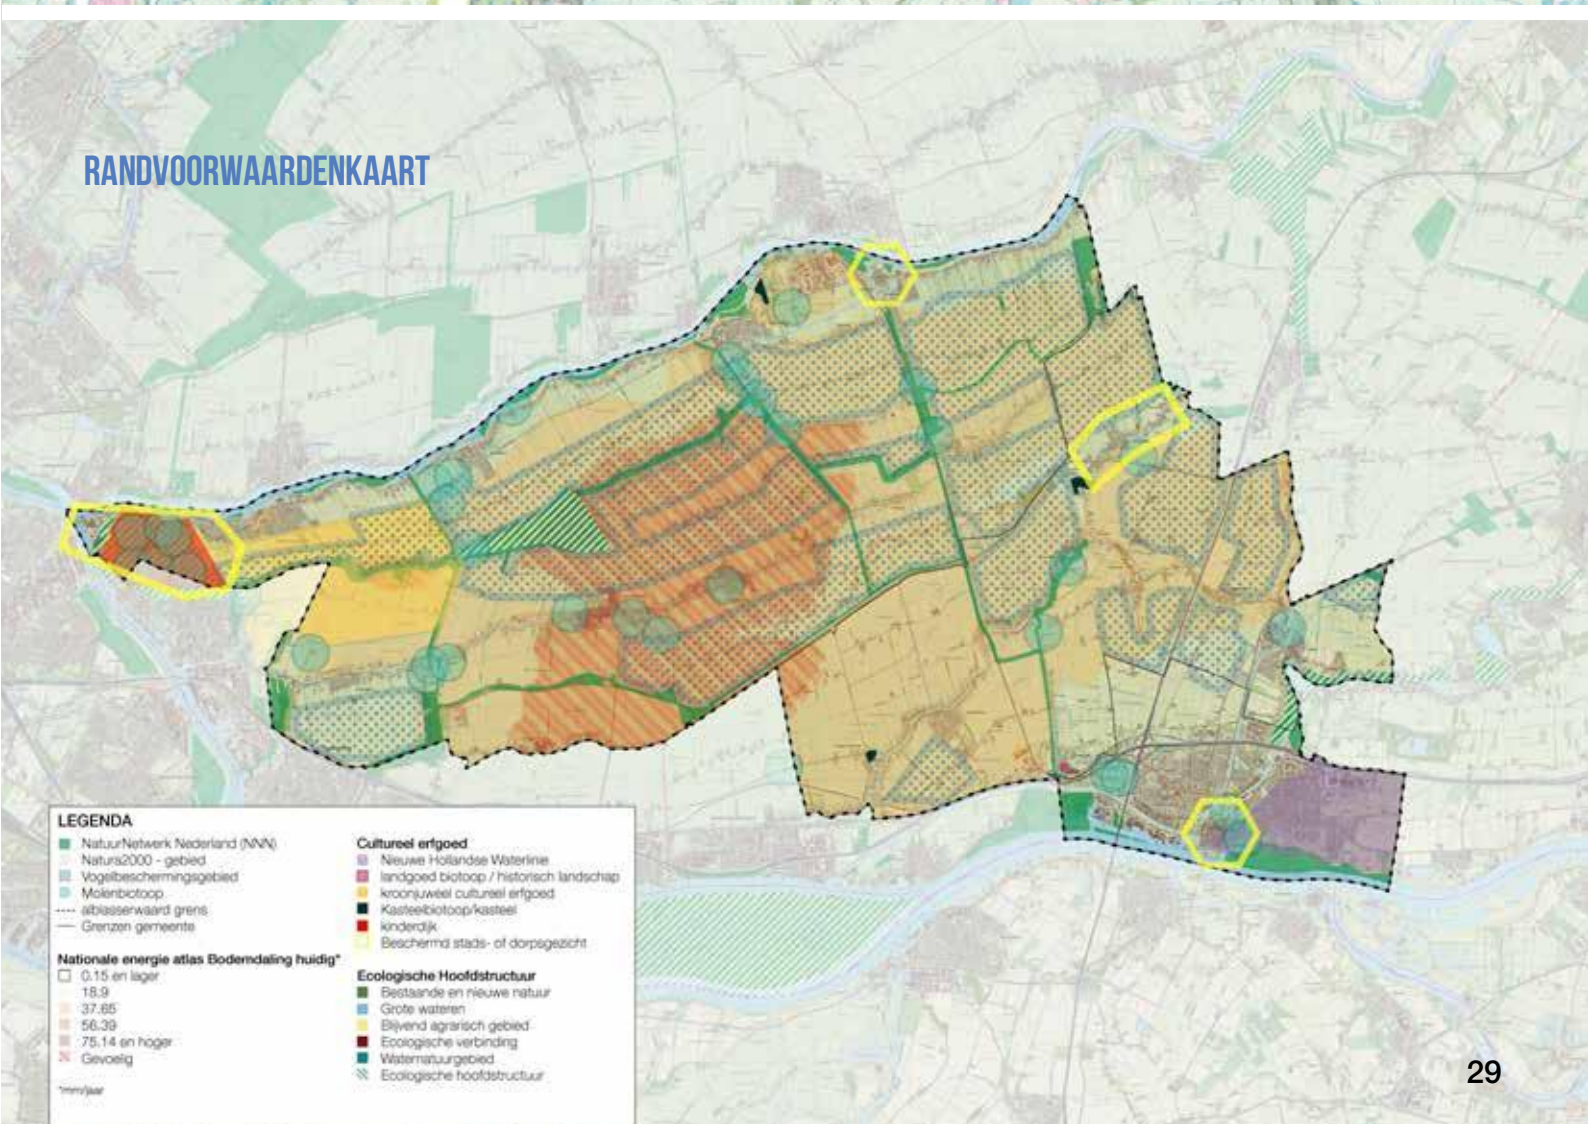 RANDVOORWAARDENKAART
LEGENDA
NatuurNetwerk Nederland (NNN)
Natura2000 - gebied
Vogelbeschermingsgebied
Molenbiotoop
alblasserwaard grens
Grenzen gemeente
Nationale energie atlas Bodemdaling huidig*
0.15 en lager
18.9
37.65
56.39
75.14 en hoger
Gevoelig
*mm/jaar
Cultureel erfgoed
Nieuwe Hollandse Waterlinie
landgoed biotoop / historisch landschap
kroonjuweel cultureel erfgoed
Kasteelbiotoop/kasteel
kinderdijk
Beschermd stads- of dorpsgezicht
Ecologische Hoofdstructuur
Bestaande en nieuwe natuur
Grote wateren
Blijvend agrarisch gebied
Ecologische verbinding
Waternatuurgebied
Ecologische hoofdstructuur
29